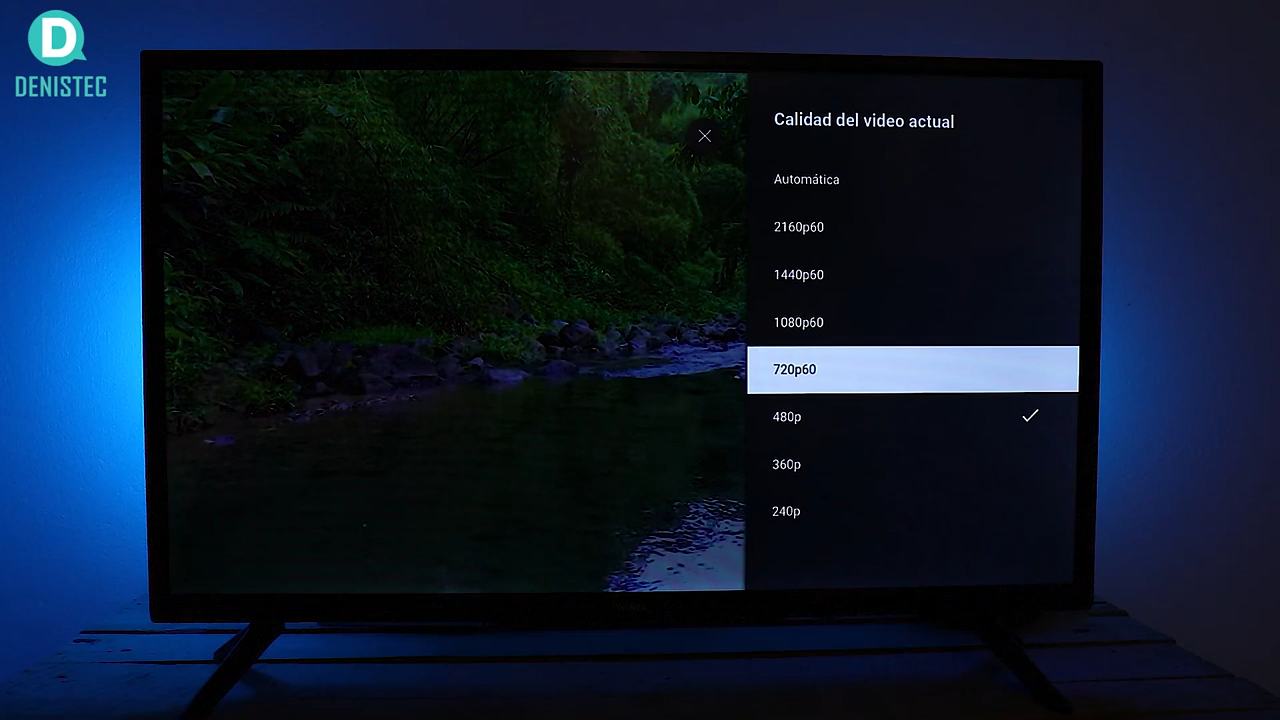 D
DENISTEC
Calidad del video actual
Automática
2160p60
1440p60
1080p60
720p60
480p
360p
240p